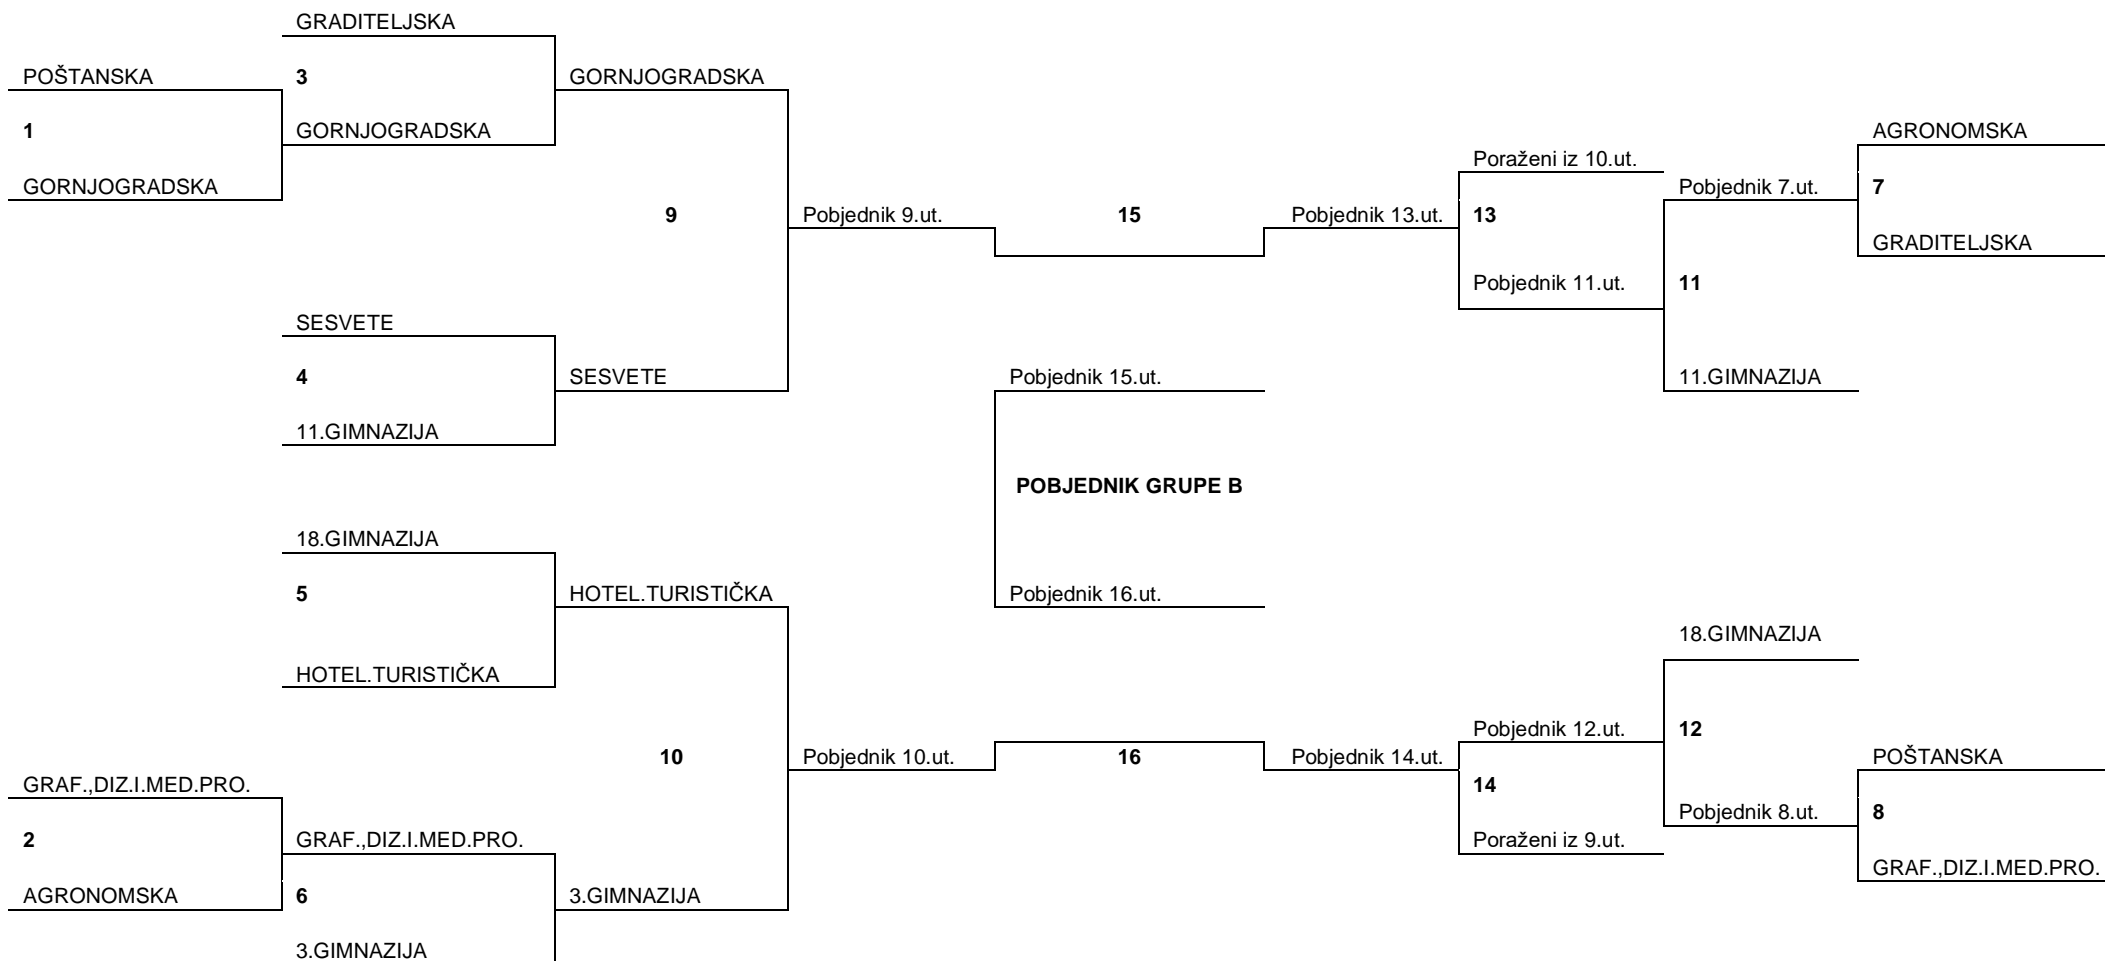 GRADITELJSKA
POŠTANSKA
3
GORNJOGRADSKA
1
GORNJOGRADSKA
AGRONOMSKA
Poraženi iz 10.ut.
GORNJOGRADSKA
Pobjednik 7.ut.
7
9
Pobjednik 9.ut.
15
Pobjednik 13.ut.
13
GRADITELJSKA
Pobjednik 11.ut.
11
SESVETE
4
SESVETE
Pobjednik 15.ut.
11.GIMNAZIJA
11.GIMNAZIJA
POBJEDNIK GRUPE B
18.GIMNAZIJA
5
HOTEL.TURISTIČKA
Pobjednik 16.ut.
18.GIMNAZIJA
HOTEL.TURISTIČKA
Pobjednik 12.ut.
12
10
Pobjednik 10.ut.
16
Pobjednik 14.ut.
POŠTANSKA
GRAF.,DIZ.I.MED.PRO.
14
Pobjednik 8.ut.
8
2
GRAF.,DIZ.I.MED.PRO.
Poraženi iz 9.ut.
GRAF.,DIZ.I.MED.PRO.
AGRONOMSKA
6
3.GIMNAZIJA
3.GIMNAZIJA